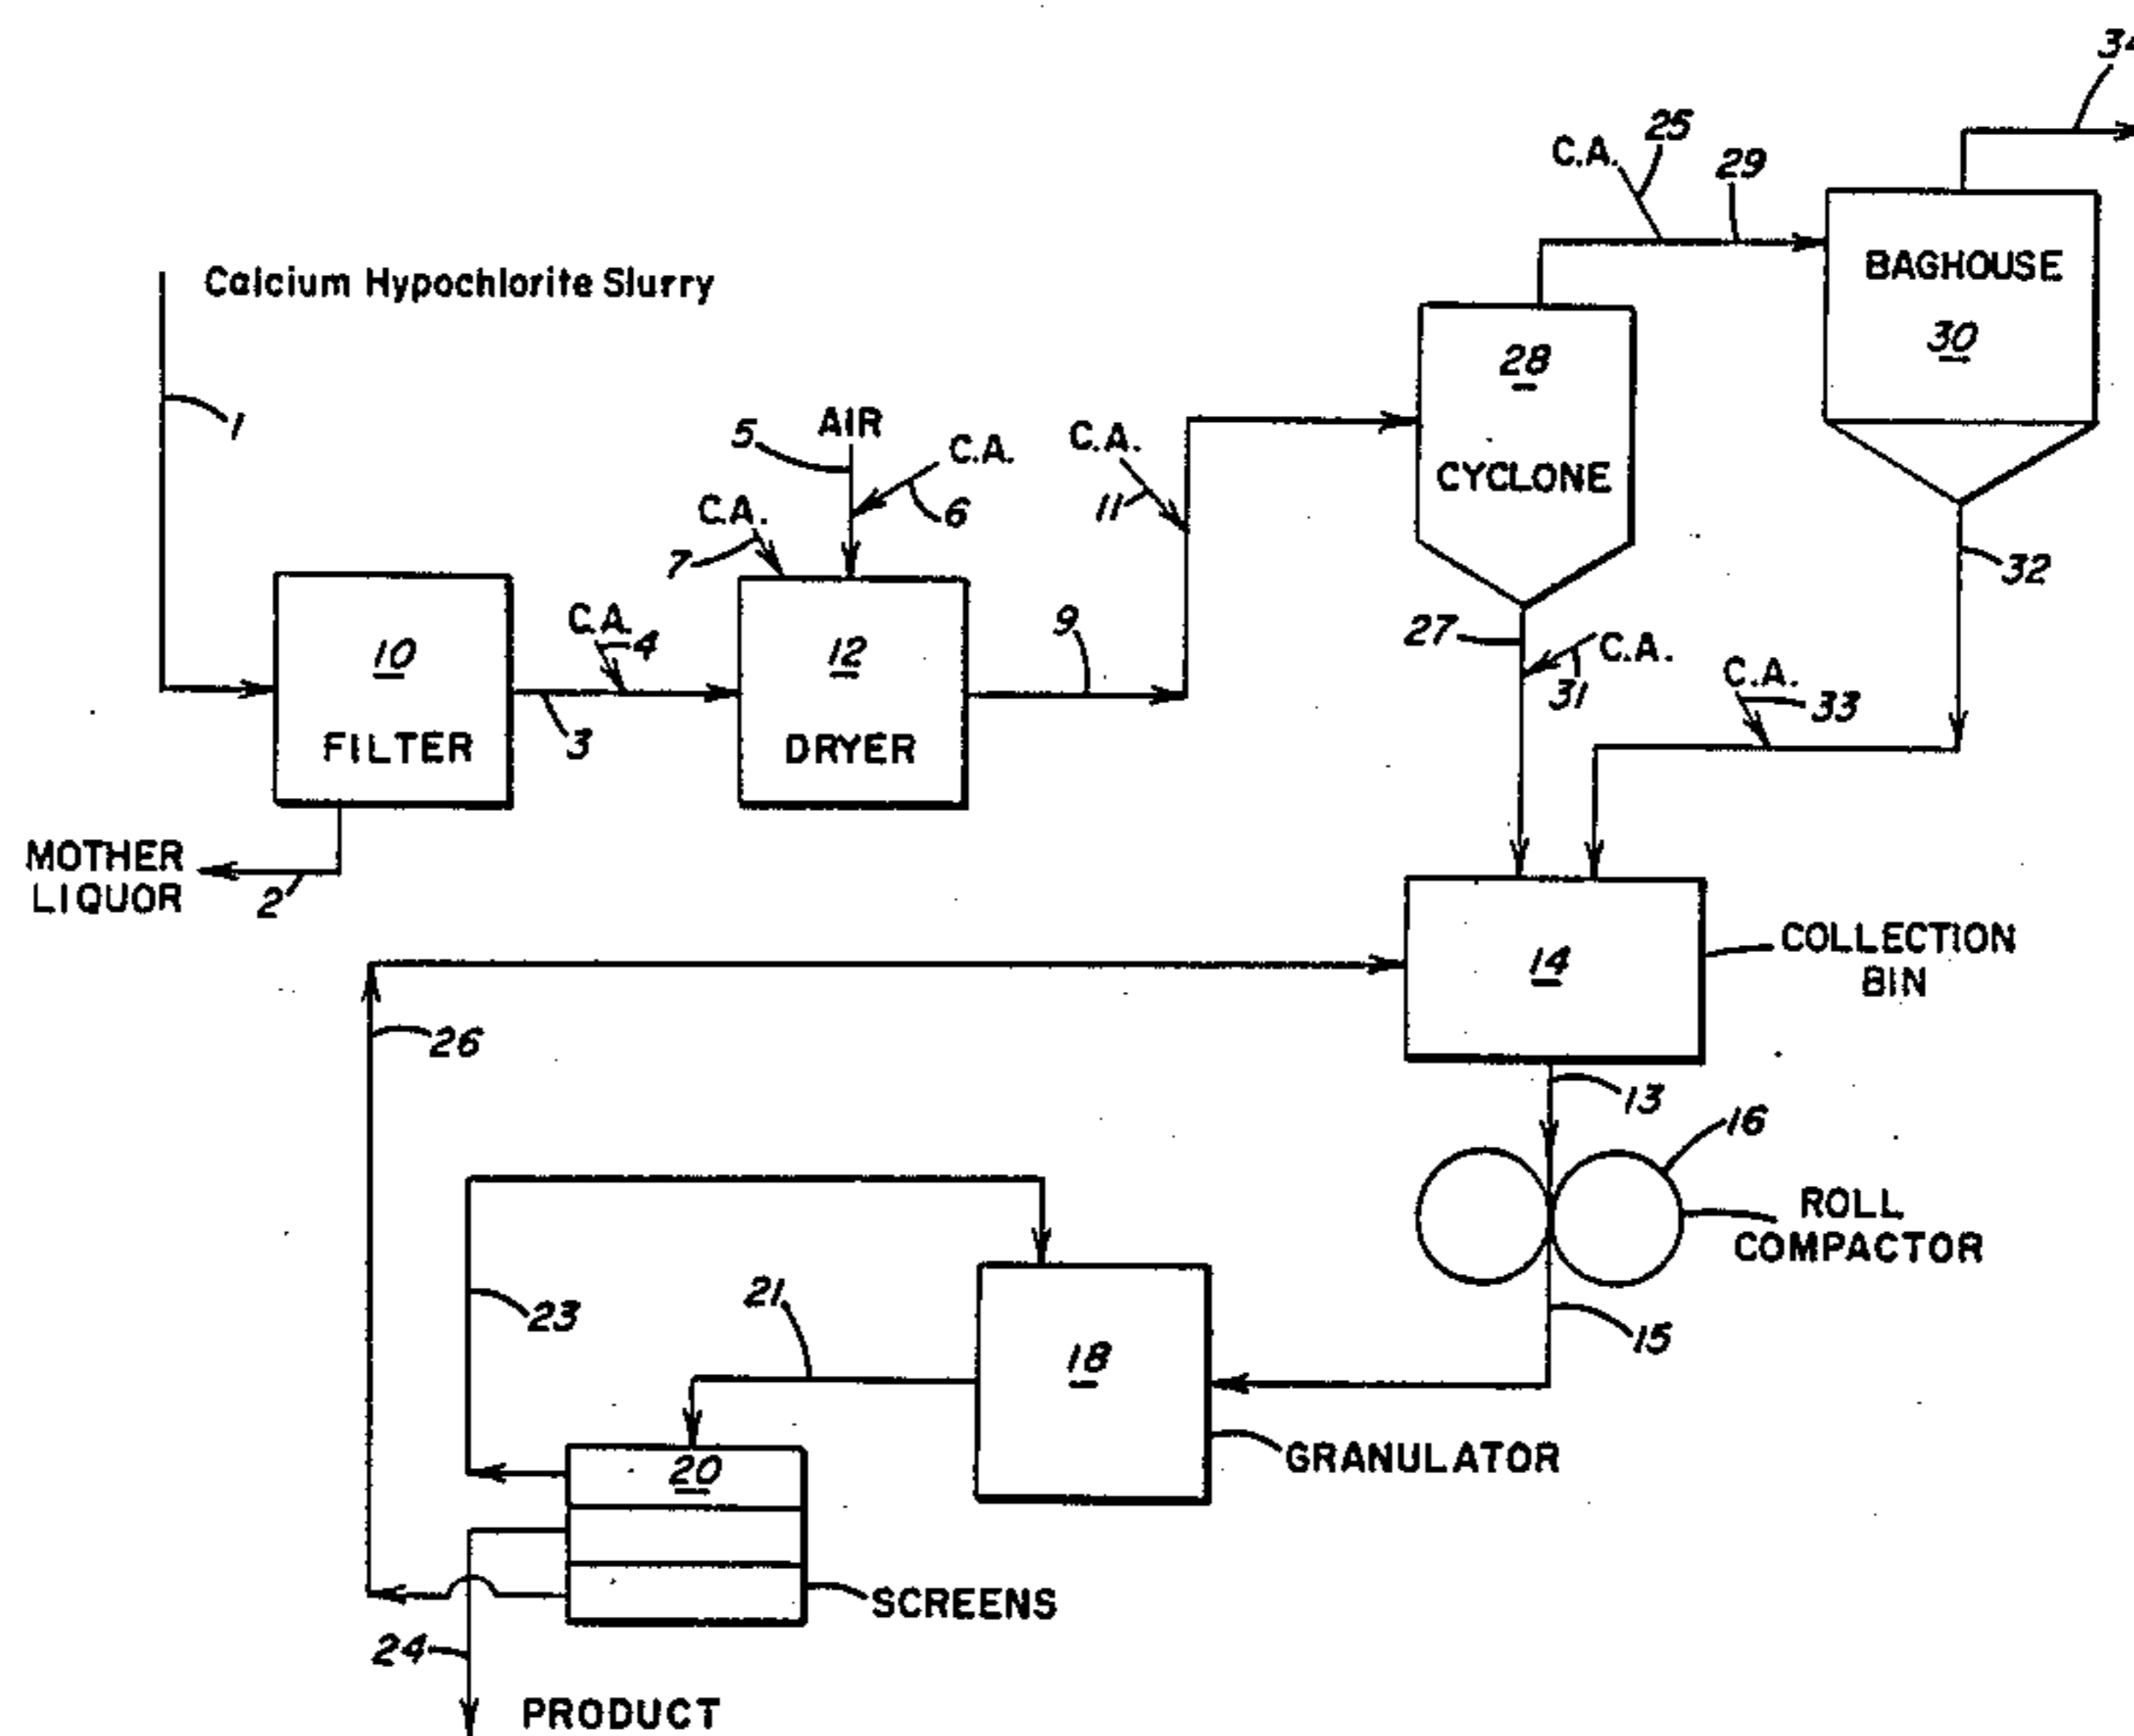 34
25
C.A.
29
BAGHOUSE
30
Calcium Hypochlorite Slurry
28
CYCLONE
1
5
AIR
C.A.
6
C.A.
7
C.A.
11
32
10
FILTER
C.A.
4
3
12
DRYER
9
27
C.A.
31
C.A.
33
MOTHER
LIQUOR
2
14
COLLECTION
BIN
26
13
16
ROLL
COMPACTOR
15
23
21
18
GRANULATOR
20
SCREENS
24
PRODUCT